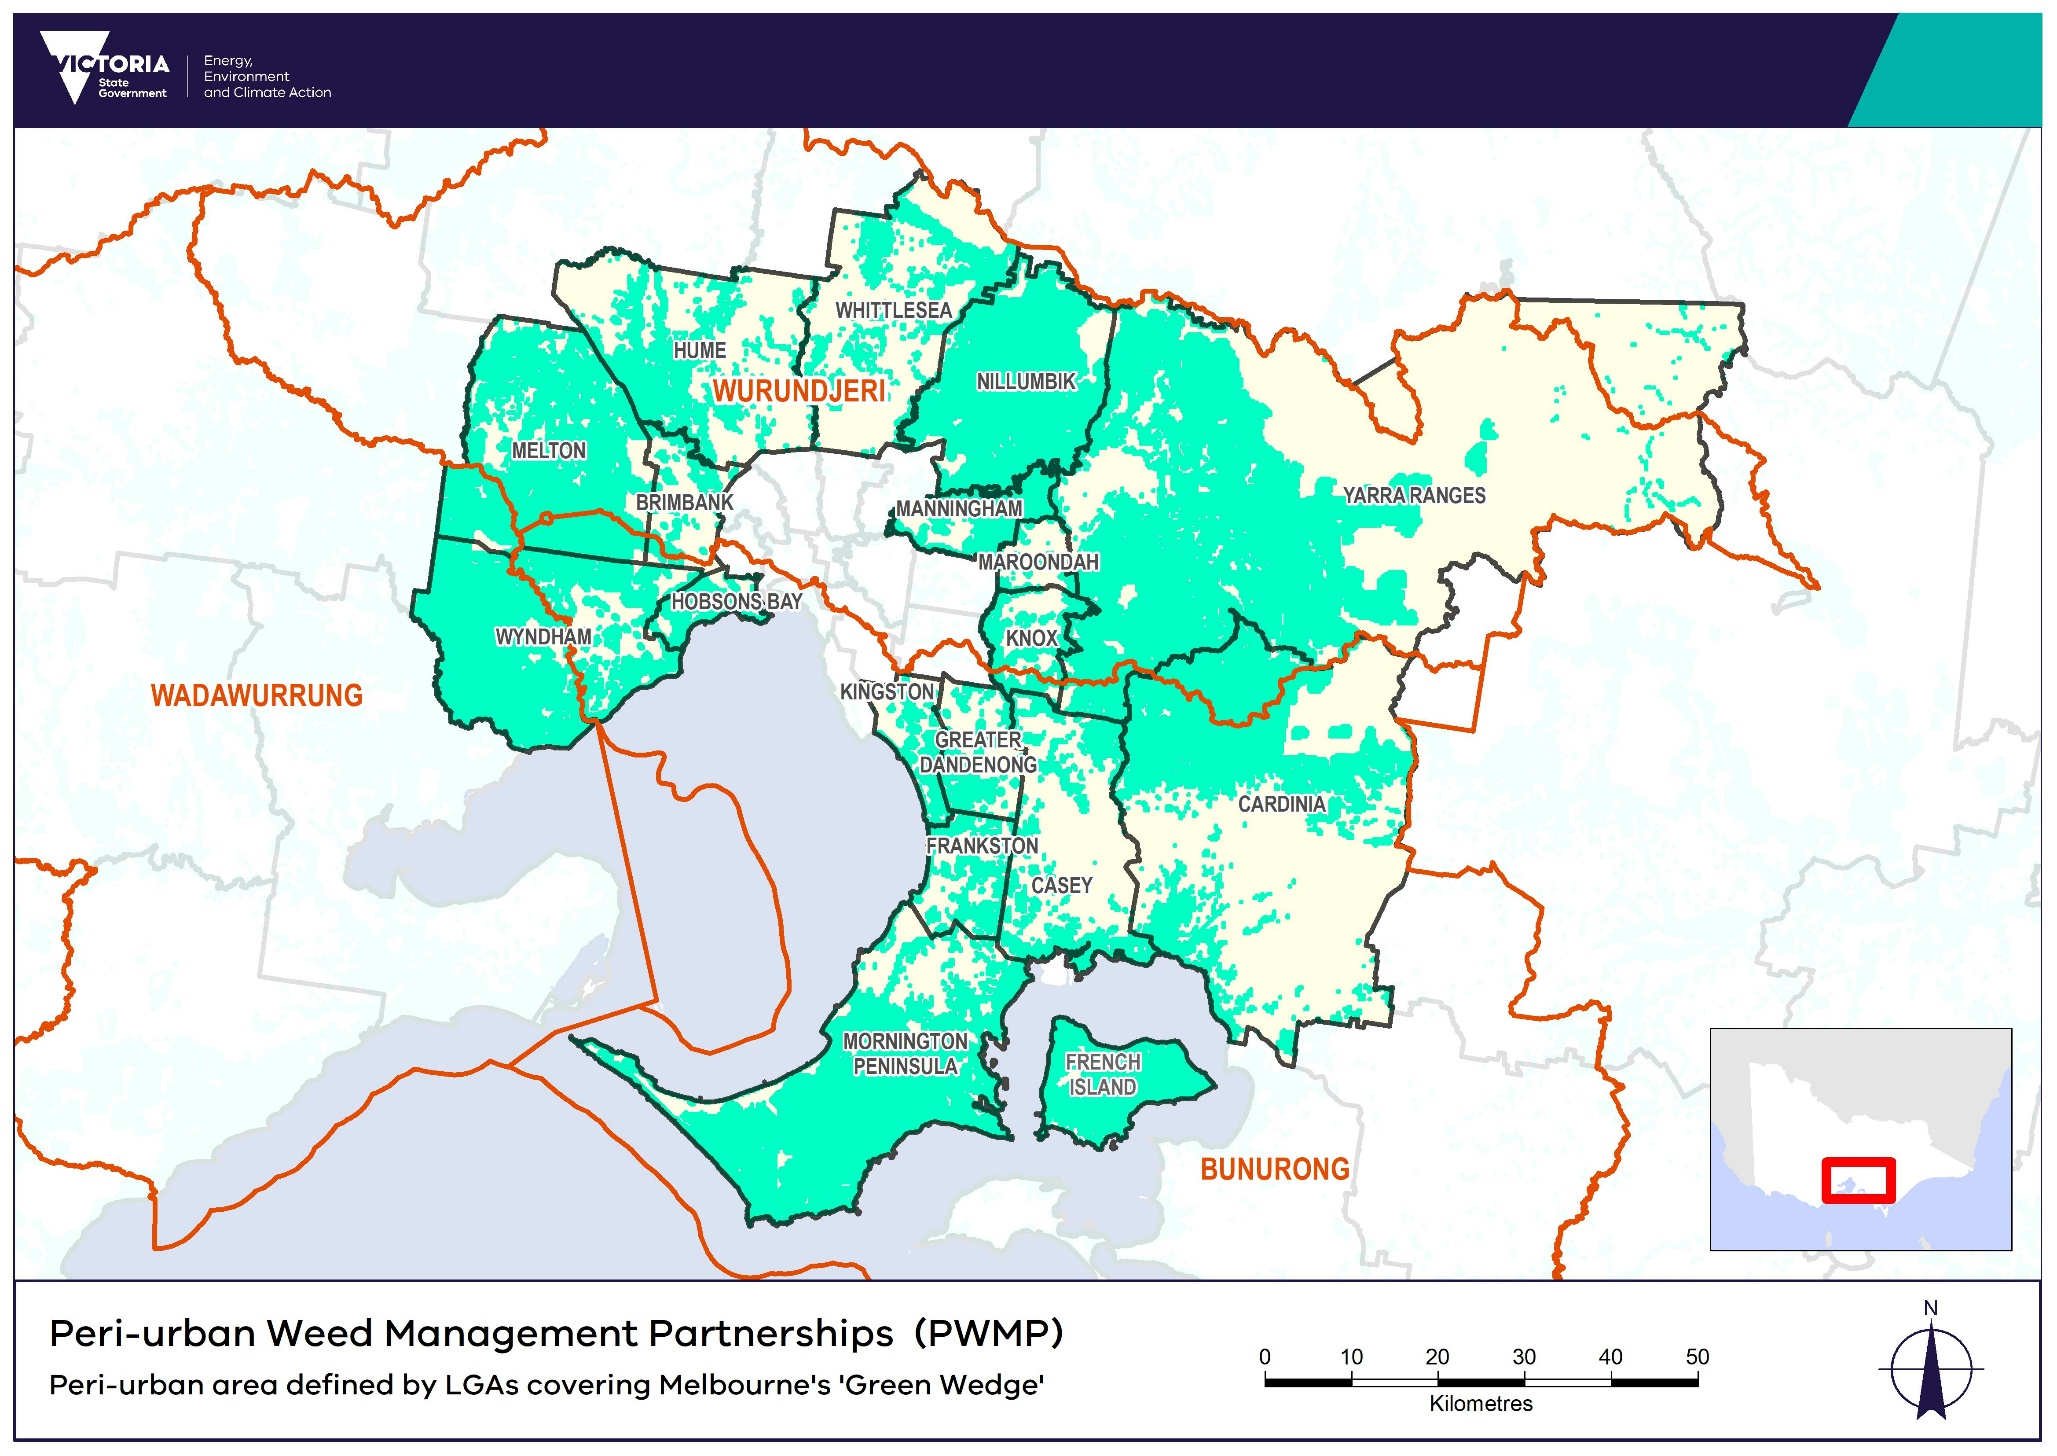 VICTORIA
State
Government
Energy,
Environment
and Climate Action
WHITTLESEA
HUME
WURUNDJERI
NILLUMBIK
MELTON
BRIMBANK
MANNINGHAM
YARRA RANGES
MAROONDAH
HOBSONS BAY
WYNDHAM
KNOX
WADAWURRUNG
KINGSTON
GREATER
DANDENONG
CARDINIA
FRANKSTON
CASEY
MORNINGTON
PENINSULA
FRENCH
ISLAND
BUNURONG
Peri-urban Weed Management Partnerships (PWMP)
Peri-urban area defined by LGAs covering Melbourne's 'Green Wedge'
0 10 20 30 40 50
Kilometres
N